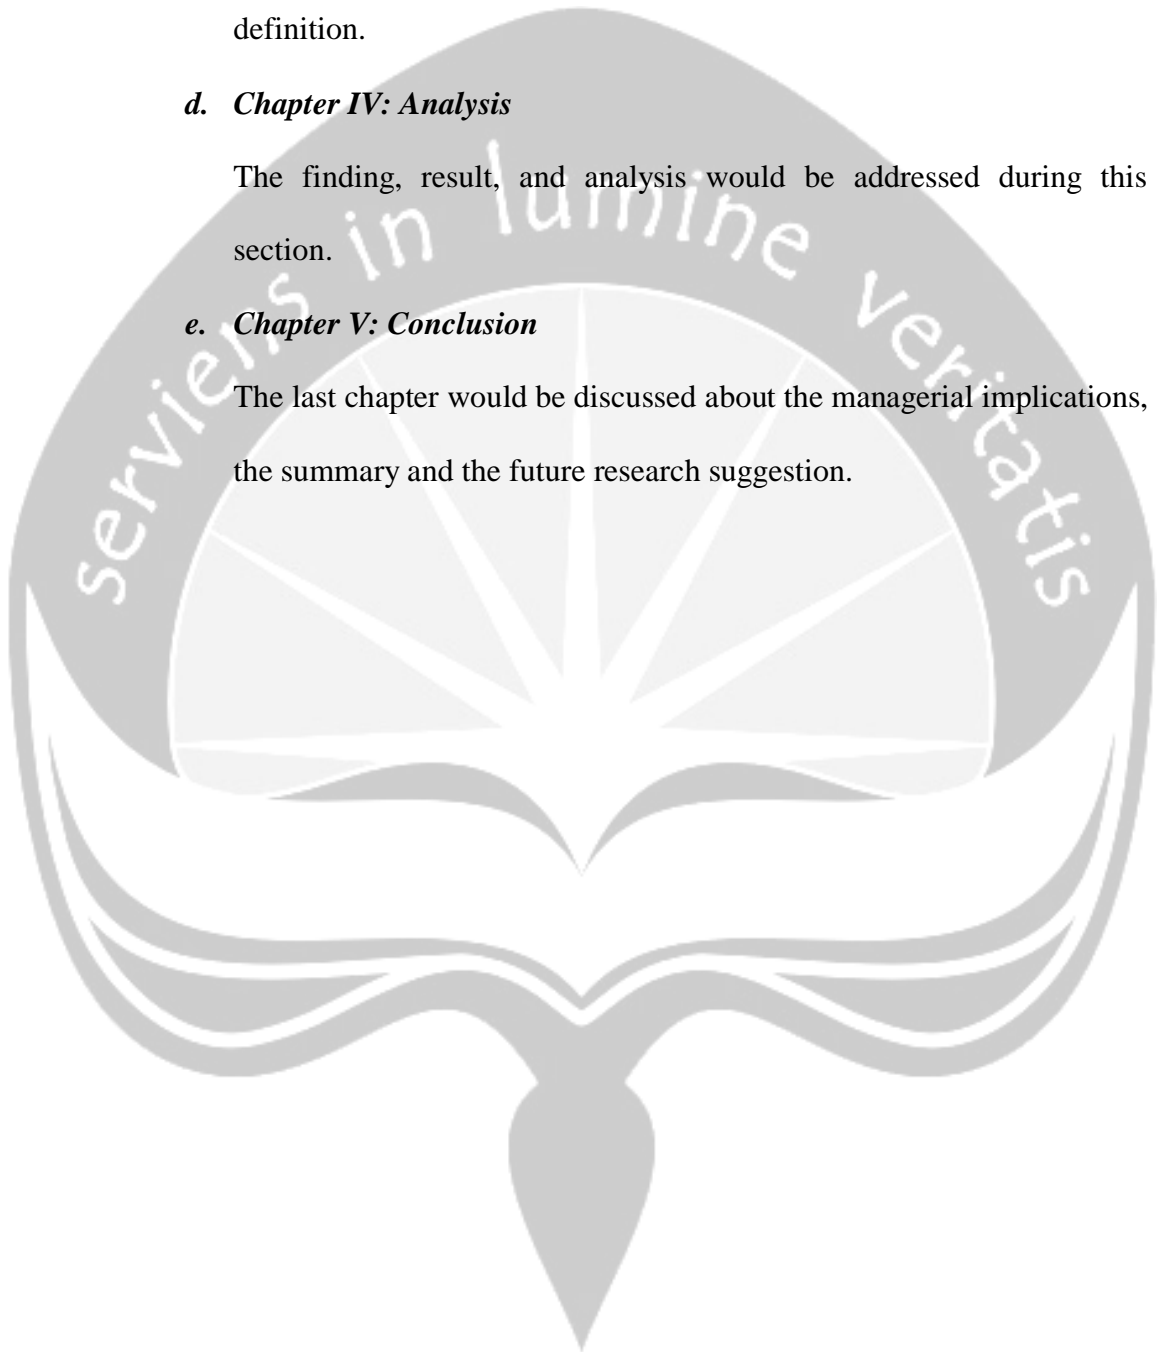 definition.
d. Chapter IV: Analysis
The finding, result, and analysis would be addressed during this
section.
e. Chapter V: Conclusion
The last chapter would be discussed about the managerial implications,
the summary and the future research suggestion.
serviens in lumine veritatis